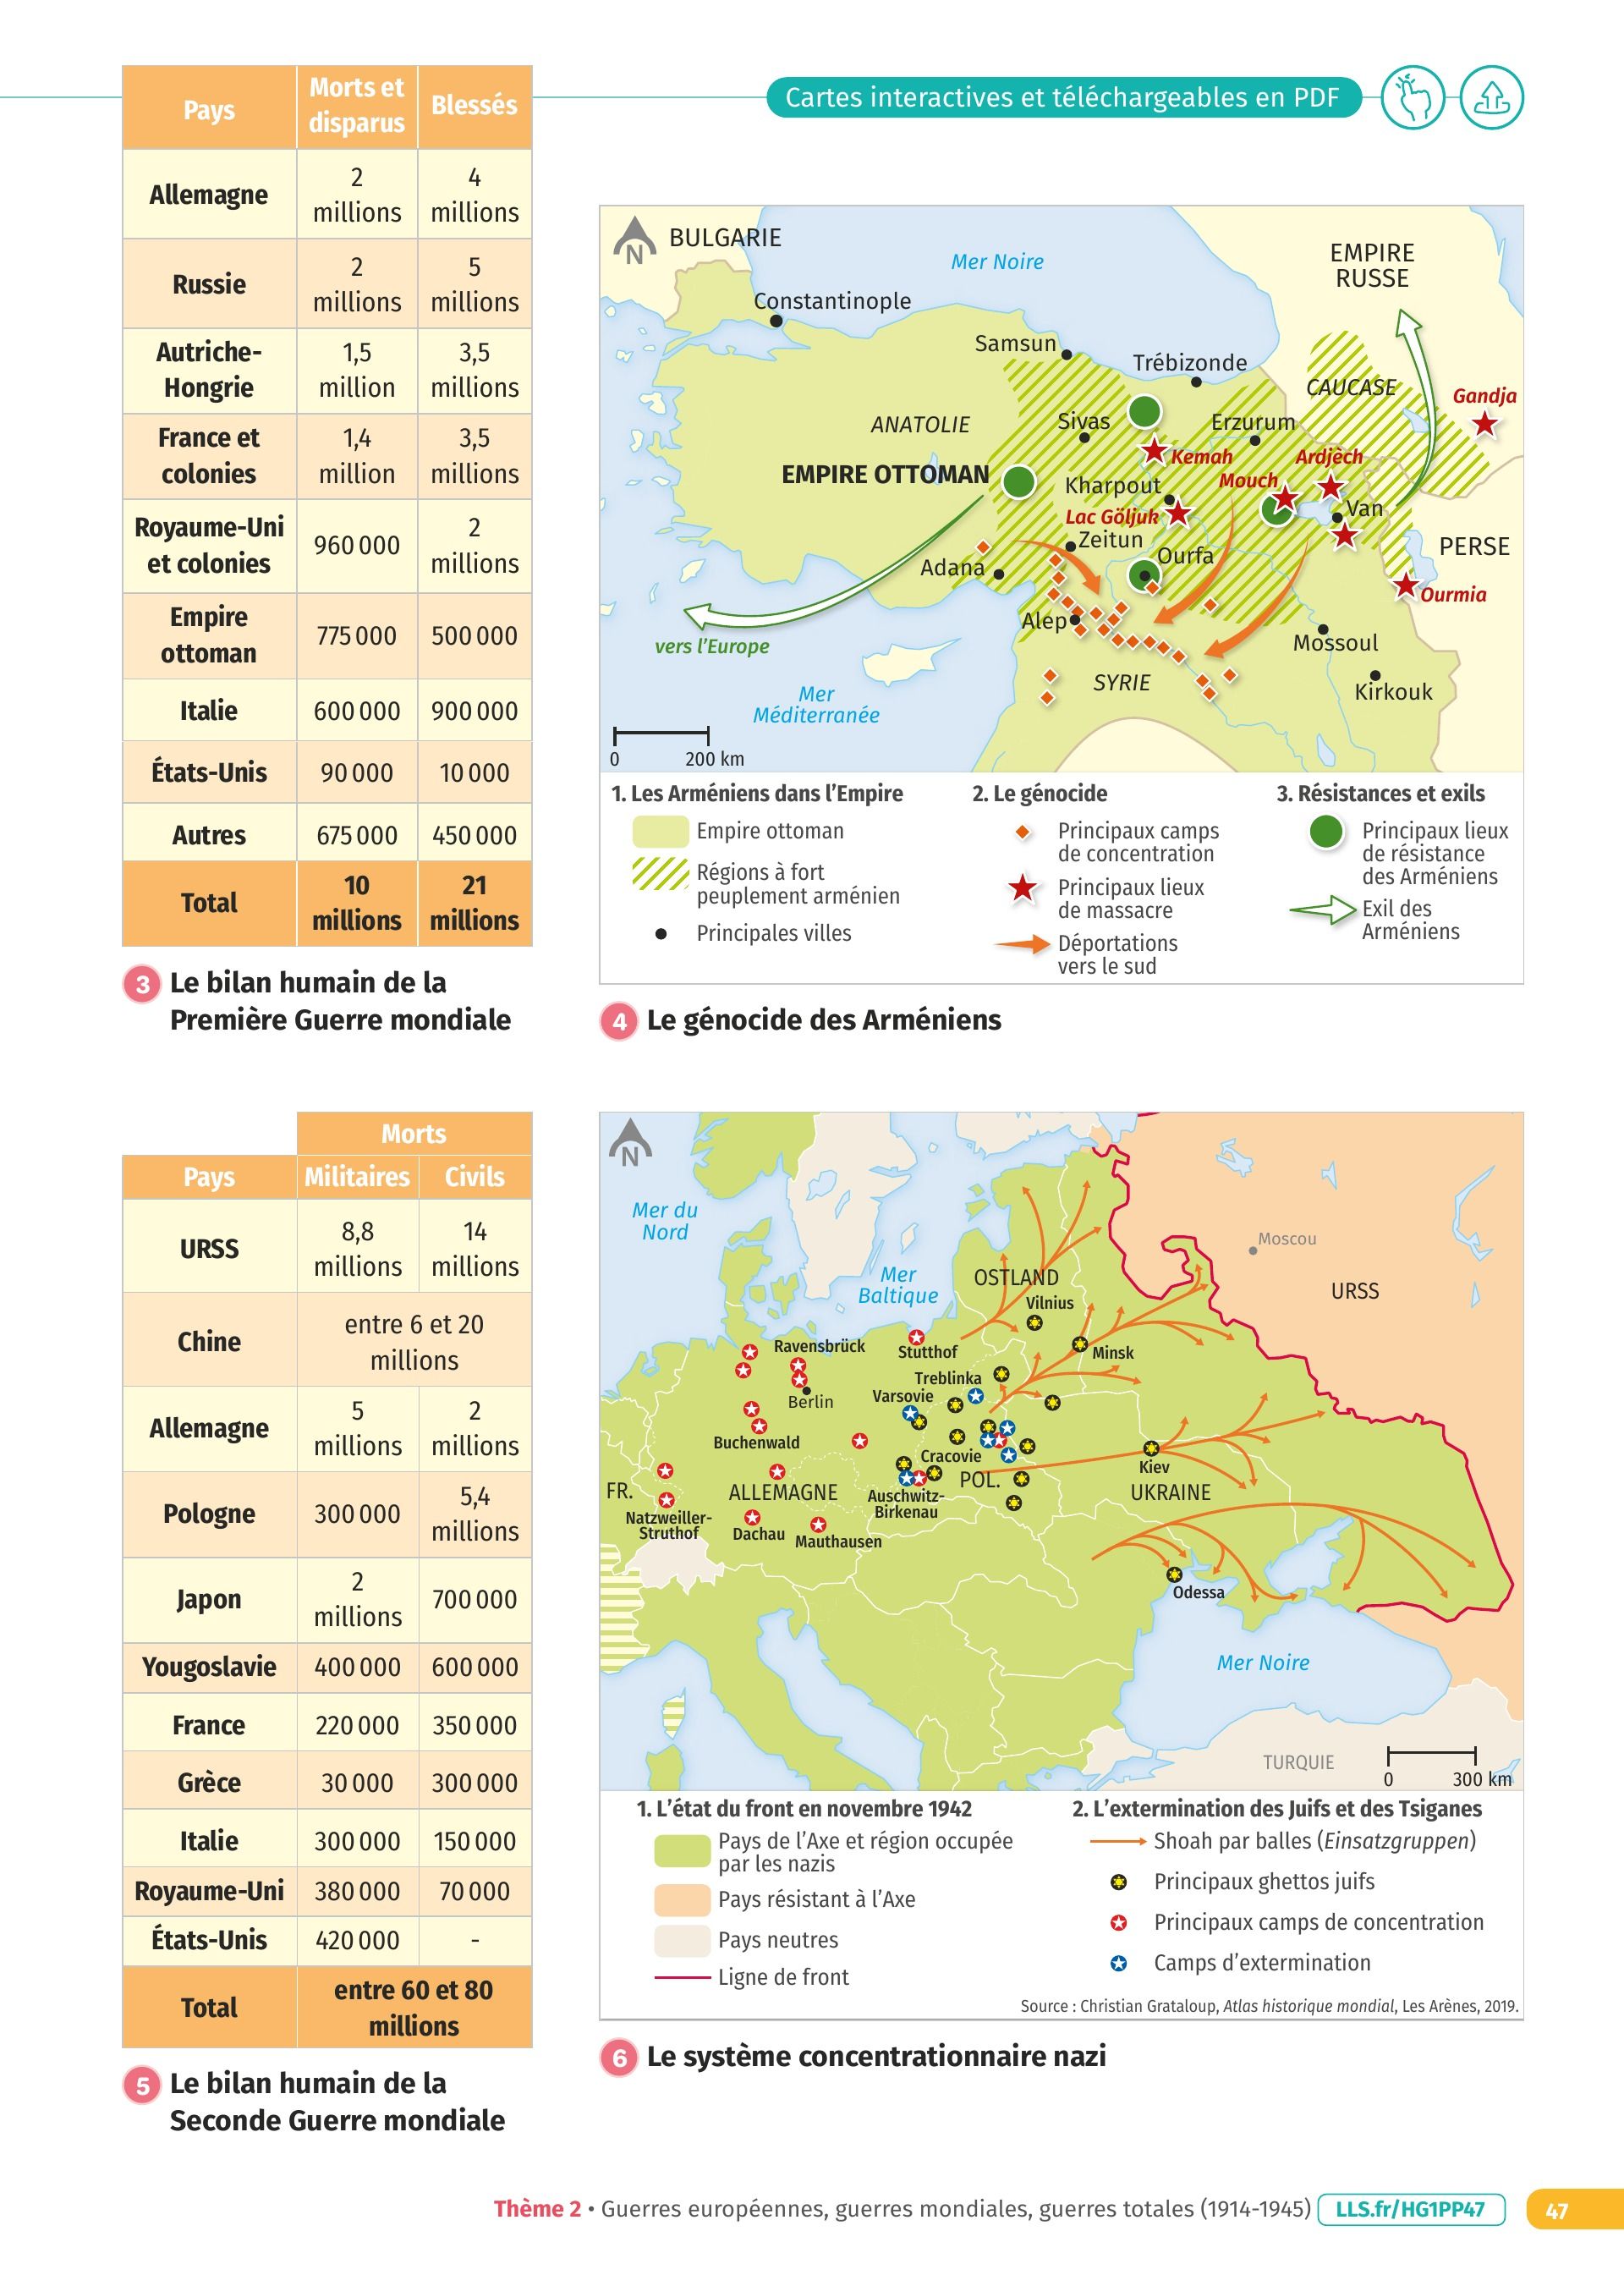 Cartes interactives et téléchargeables en PDF
Pays
Morts et
disparus
Blessés
Allemagne
2
millions
4
millions
Russie
2
millions
5
millions
Autriche-
Hongrie
1,5
million
3,5
millions
France et
colonies
1,4
million
3,5
millions
Royaume-Uni
et colonies
960 000
2
millions
Empire
ottoman
775 000
500 000
Italie
600 000
900 000
États-Unis
90 000
10 000
Autres
675 000
450 000
Total
10
millions
21
millions
3 Le bilan humain de la
Première Guerre mondiale
N
BULGARIE
Mer Noire
EMPIRE
RUSSE
Constantinople
Samsun
Trébizonde
CAUCASE
Gandja
ANATOLIE
Sivas
Erzurum
Kemah
Ardjèch
EMPIRE OTTOMAN
Kharpout
Mouch
Van
Lac Göljuk
Zeitun
PERSE
Adana
Ourfa
Ourmia
Alep
Mossoul
vers l'Europe
SYRIE
Kirkouk
Mer
Méditerranée
0
200 km
1. Les Arméniens dans l'Empire
Empire ottoman
Régions à fort
peuplement arménien
Principales villes
2. Le génocide
Principaux camps
de concentration
Principaux lieux
de massacre
Déportations
vers le sud
3. Résistances et exils
Principaux lieux
de résistance
des Arméniens
Exil des
Arméniens
4 Le génocide des Arméniens
Morts
Pays
Militaires
Civils
URSS
8,8
millions
14
millions
Chine
entre 6 et 20
millions
Allemagne
5
millions
2
millions
Pologne
300 000
5,4
millions
Japon
2
millions
700 000
Yougoslavie
400 000
600 000
France
220 000
350 000
Grèce
30 000
300 000
Italie
300 000
150 000
Royaume-Uni
380 000
70 000
États-Unis
420 000
-
Total
entre 60 et 80
millions
5 Le bilan humain de la
Seconde Guerre mondiale
N
Mer du
Nord
Moscou
Mer
Baltique
OSTLAND
URSS
Vilnius
Ravensbrück
Stutthof
Minsk
Treblinka
Varsovie
Berlin
Buchenwald
Cracovie
Kiev
FR.
ALLEMAGNE
POL.
UKRAINE
Auschwitz-
Birkenau
Natzweiller-
Struthof
Dachau
Mauthausen
Odessa
Mer Noire
TURQUIE
0
300 km
1. L'état du front en novembre 1942
Pays de l'Axe et région occupée
par les nazis
Pays résistant à l'Axe
Pays neutres
Ligne de front
2. L'extermination des Juifs et des Tsiganes
Shoah par balles (Einsatzgruppen)
Principaux ghettos juifs
Principaux camps de concentration
Camps d'extermination
Source : Christian Grataloup, Atlas historique mondial, Les Arènes, 2019.
6 Le système concentrationnaire nazi
Thème 2 • Guerres européennes, guerres mondiales, guerres totales (1914-1945) LLS.fr/HG1PP47 47